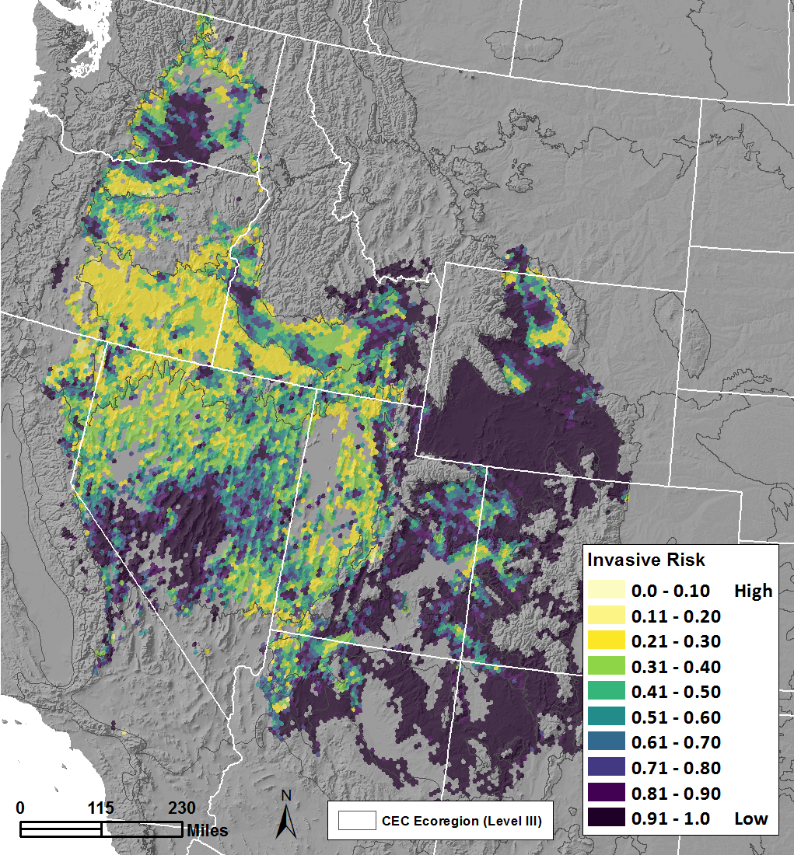 Invasive Risk
0.0 - 0.10 High
0.11 - 0.20
0.21 - 0.30
0.31 - 0.40
0.41 - 0.50
0.51 - 0.60
0.61 - 0.70
0.71 - 0.80
0.81 - 0.90
0.91 - 1.0 Low
0 115 230
Miles
N
CEC Ecoregion (Level III)